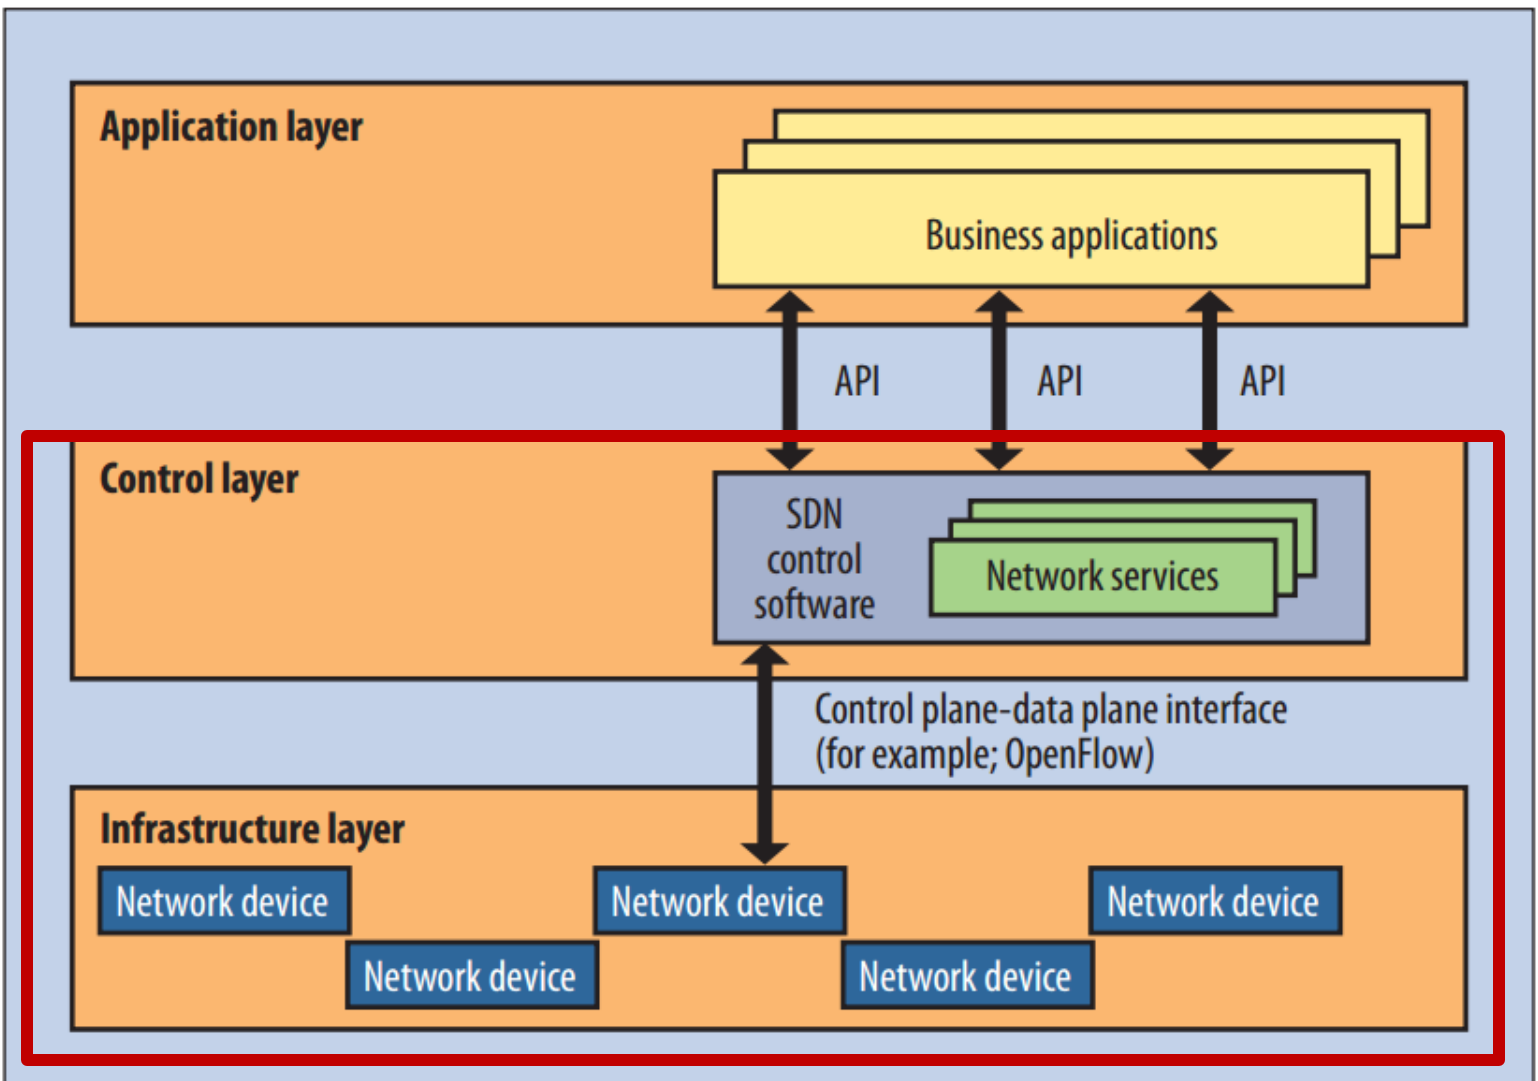 Application layer
Business applications
API
API
API
Control layer
SDN
control
software
Network services
Control plane-data plane interface
(for example; OpenFlow)
Infrastructure layer
Network device
Network device
Network device
Network device
Network device